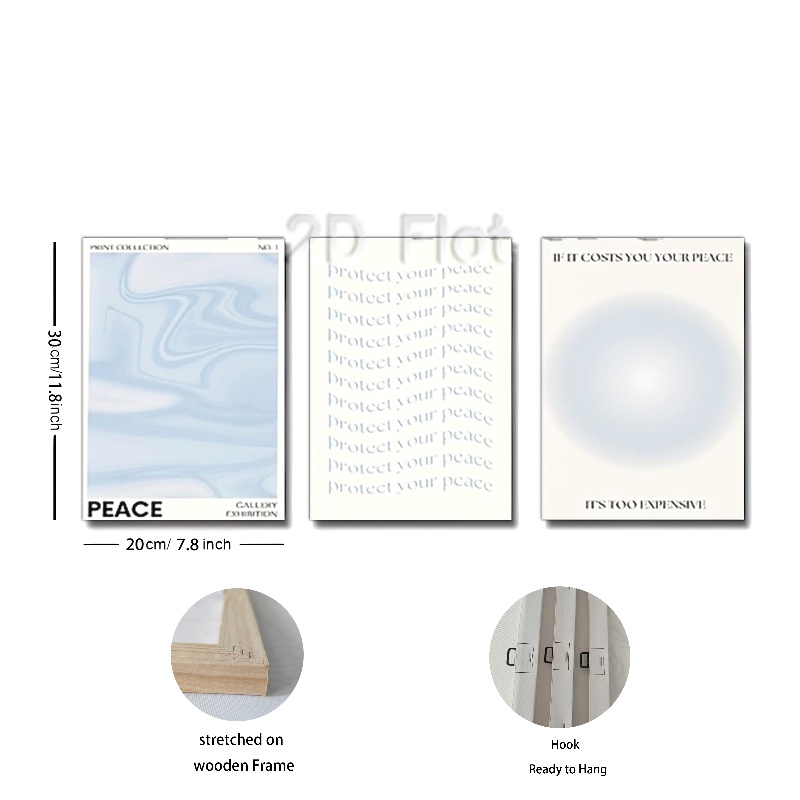 2D Flat
PRINT COLLECTION
NO. 1
PEACE
GALLERY
EXHIBITION
protect your peace
protect your peace
protect your peace
protect your peace
protect your peace
protect your peace
protect your peace
protect your peace
protect your peace
protect your peace
protect your peace
IF IT COSTS YOU YOUR PEACE
IT'S TOO EXPENSIVE
30cm/11.8inch
20cm/ 7.8 inch
stretched on
wooden Frame
Hook
Ready to Hang